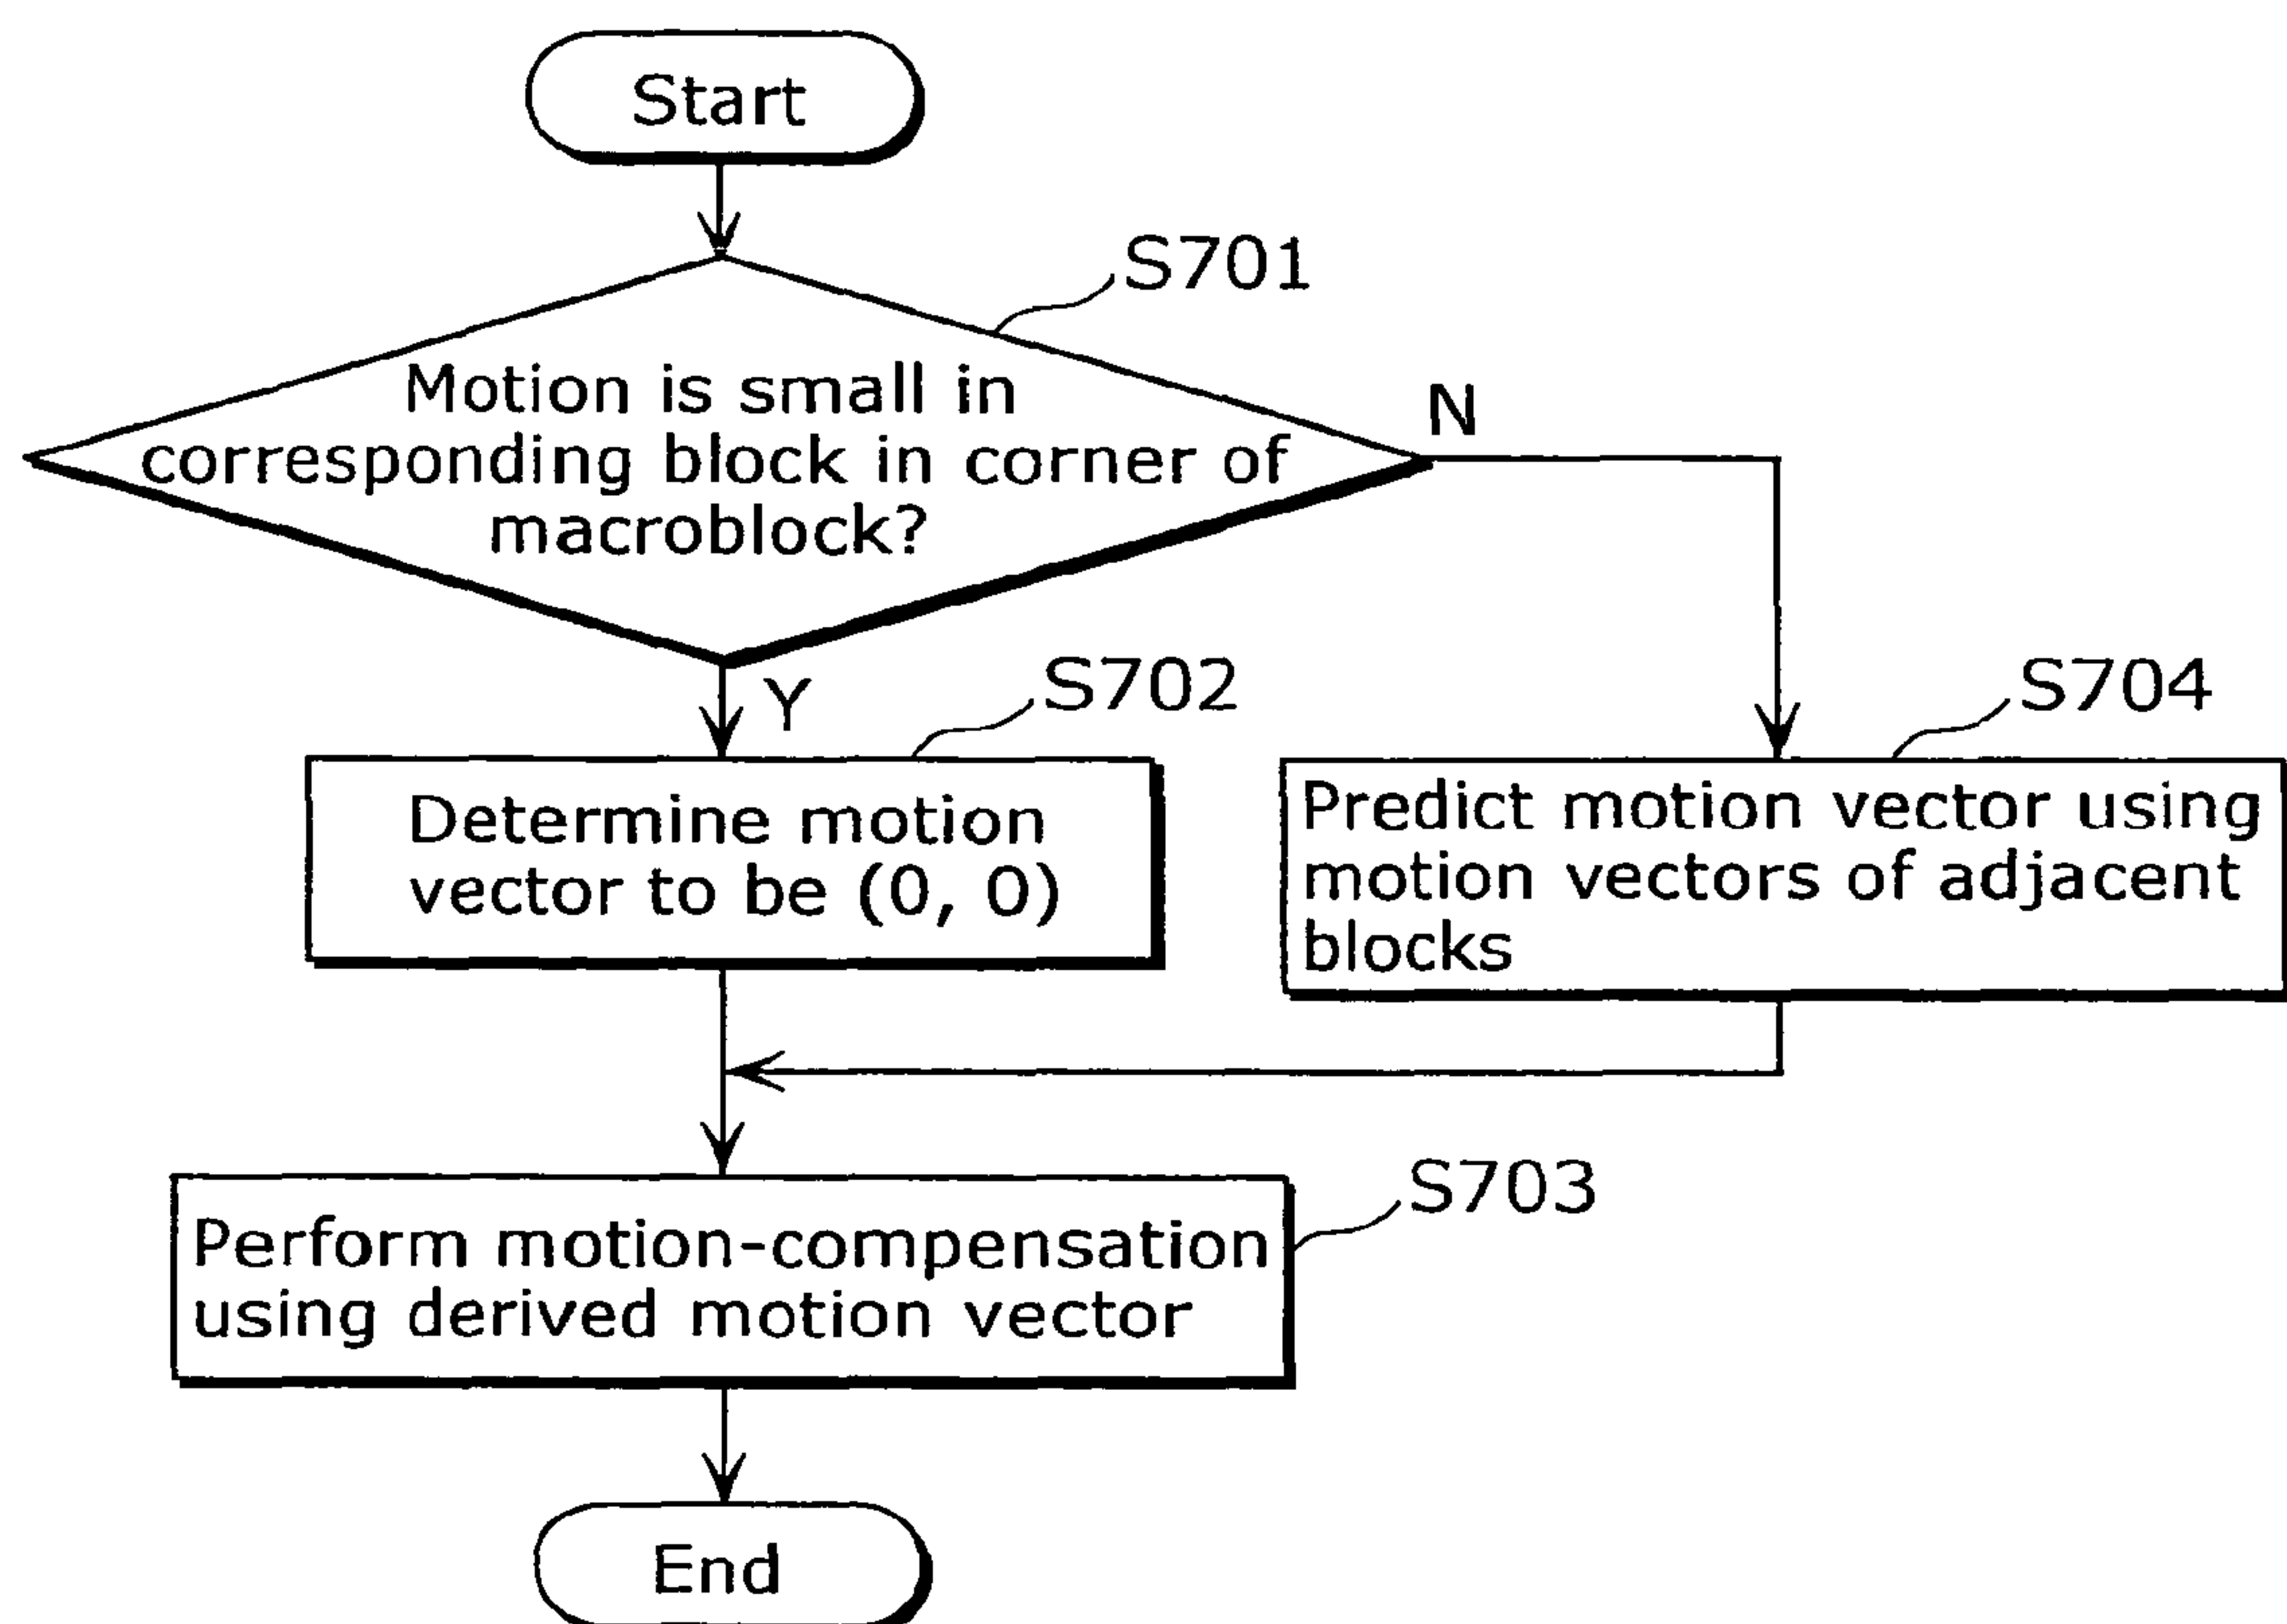 Start
S701
Motion is small in
corresponding block in corner of
macroblock?
N
Y
S702
S704
Determine motion
vector to be (0, 0)
Predict motion vector using
motion vectors of adjacent
blocks
S703
Perform motion-compensation
using derived motion vector
End